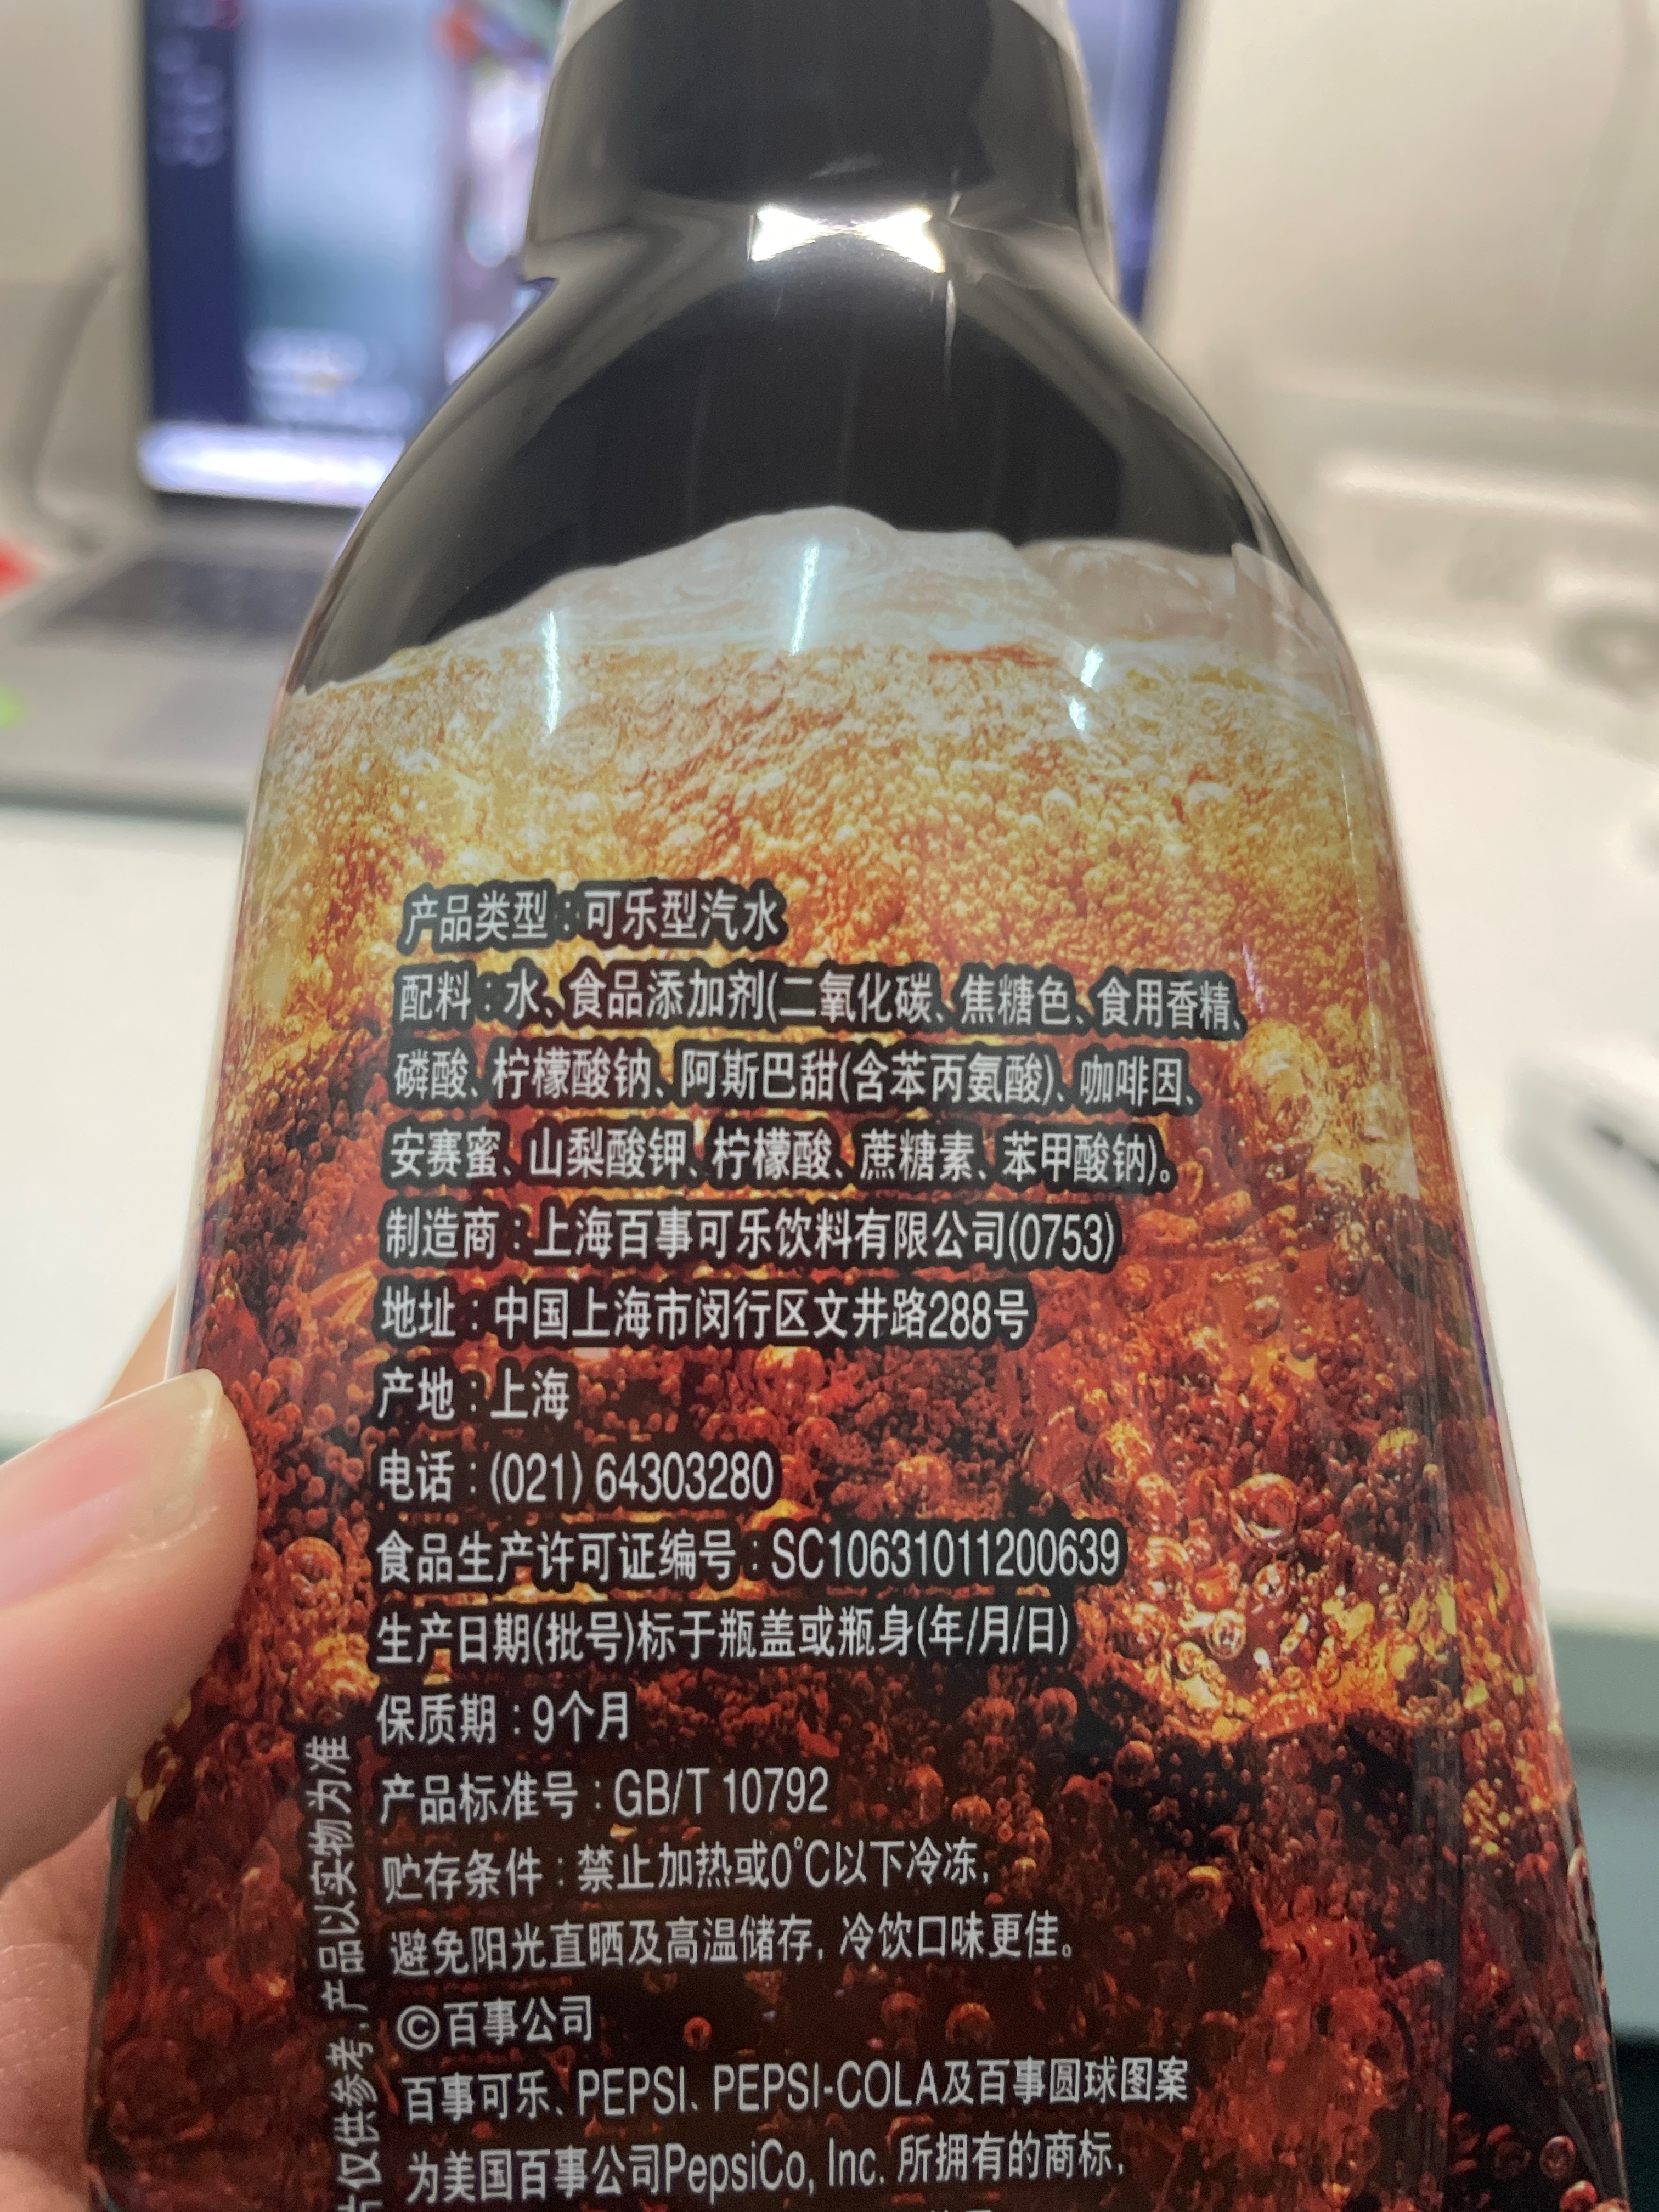 产品类型：可乐型汽水
配料：水、食品添加剂(二氧化碳、焦糖色、食用香精、
磷酸、柠檬酸钠、阿斯巴甜(含苯丙氨酸)、咖啡因、
安赛蜜、山梨酸钾、柠檬酸、蔗糖素、苯甲酸钠)。
制造商：上海百事可乐饮料有限公司(0753)
地址：中国上海市闵行区文井路288号
产地：上海
电话：(021) 64303280
食品生产许可证编号：SC10631011200639
生产日期(批号)标于瓶盖或瓶身(年/月/日)
保质期：9个月
产品标准号：GB/T 10792
贮存条件：禁止加热或0°C以下冷冻，
避免阳光直晒及高温储存，冷饮口味更佳。
©百事公司
百事可乐、PEPSI、PEPSI-COLA及百事圆球图案
为美国百事公司PepsiCo, Inc. 所拥有的商标，
片仅供参考，产品以实物为准